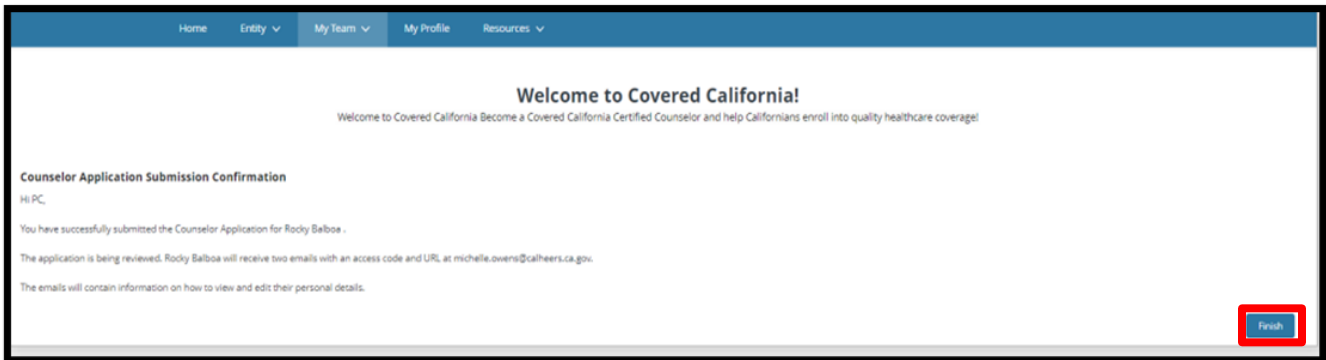 Home Entity My Team My Profile Resources
Welcome to Covered California!
Welcome to Covered California Become a Covered California Certified Counselor and help Californians enroll into quality healthcare coverage!
Counselor Application Submission Confirmation
Hi PC,
You have successfully submitted the Counselor Application for Rocky Balboa .
The application is being reviewed. Rocky Balboa will receive two emails with an access code and URL at michelle.owens@calheers.ca.gov.
The emails will contain information on how to view and edit their personal details.
Finish